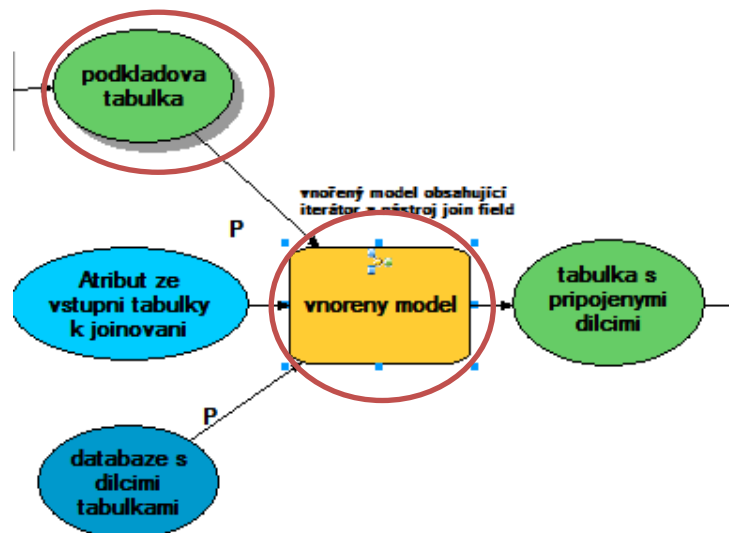 podkladova
tabulka
vnořený model obsahující
iterátor a nástroj join field
P
Atribut ze
vstupni tabulky
k joinovani
vnoreny model
tabulka s
pripojenymi
dilcimi
P
databaze s
dilcimi
tabulkami